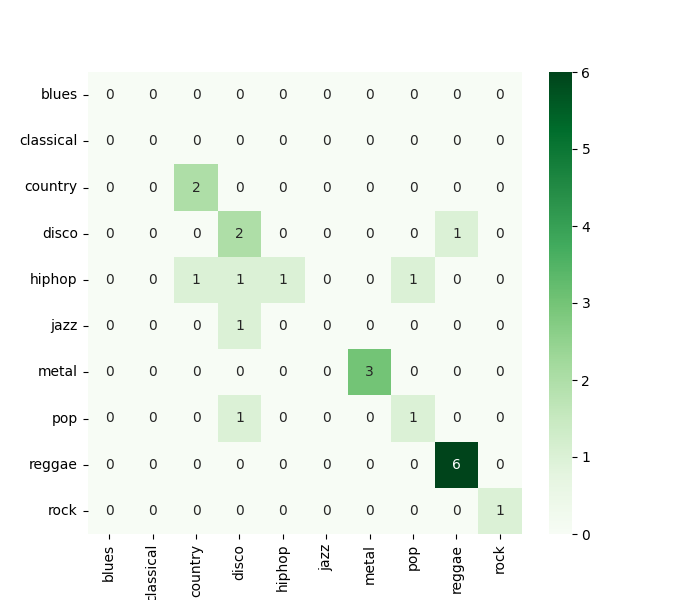 6
blues 0 0 0 0 0 0 0 0 0 0
classical 0 0 0 0 0 0 0 0 0 0 5
country 0 0 2 0 0 0 0 0 0 0
disco 0 0 0 2 0 0 0 0 1 0 4
hiphop 0 0 1 1 1 0 0 1 0 0
3
jazz 0 0 0 1 0 0 0 0 0 0
metal 0 0 0 0 0 0 3 0 0 0 2
pop 0 0 0 1 0 0 0 1 0 0
reggae 0 0 0 0 0 0 0 0 6 0 1
rock 0 0 0 0 0 0 0 0 0 1
0
blues classical country disco hiphop jazz metal pop reggae rock